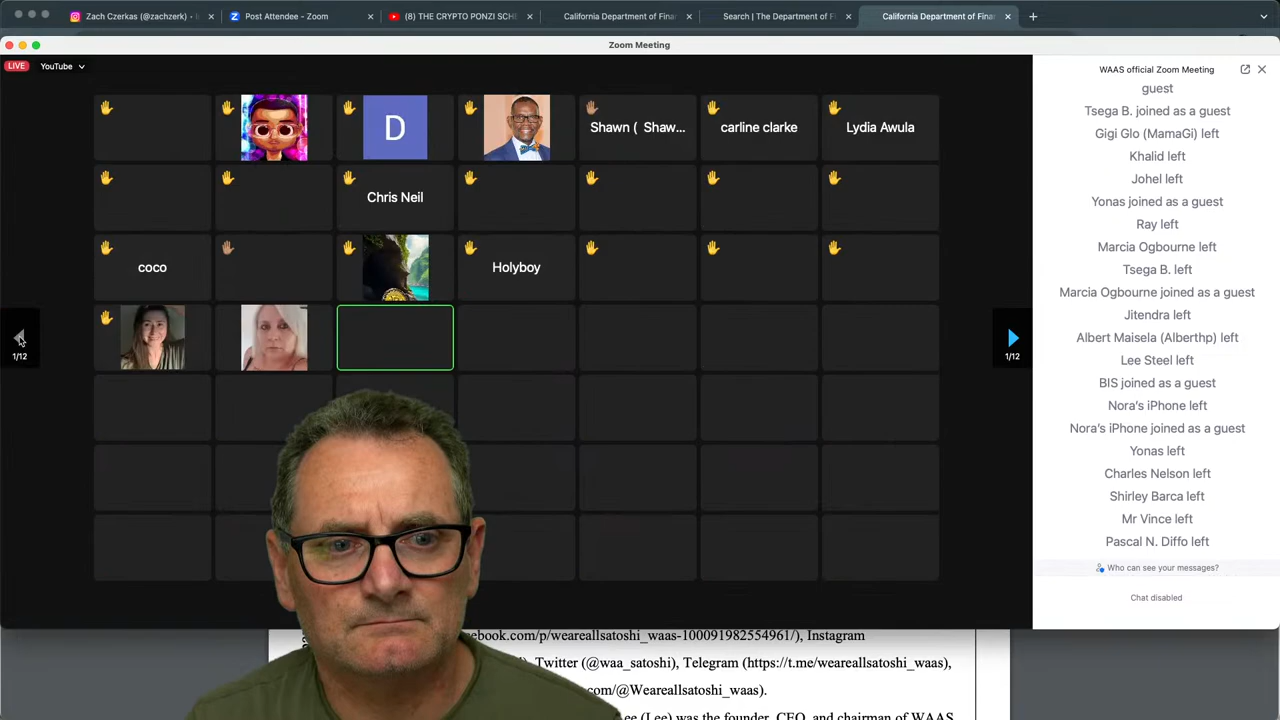 Zach Czerkas (@zachzerk) •
Post Attendee - Zoom
(8) THE CRYPTO PONZI SCHE
California Department of Finan
Search | The Department of F
California Department of Finan
Zoom Meeting
LIVE YouTube
WAAS official Zoom Meeting
D
Shawn ( Shaw...
carline clarke
Lydia Awula
Chris Neil
coco
Holyboy
1/12
1/12
guest
Tsega B. joined as a guest
Gigi Glo (MamaGi) left
Khalid left
Johel left
Yonas joined as a guest
Ray left
Marcia Ogbourne left
Tsega B. left
Marcia Ogbourne joined as a guest
Jitendra left
Albert Maisela (Alberthp) left
Lee Steel left
BIS joined as a guest
Nora's iPhone left
Nora's iPhone joined as a guest
Yonas left
Charles Nelson left
Shirley Barca left
Mr Vince left
Pascal N. Diffo left
Who can see your messages?
Chat disabled
ebook.com/p/weareallsatoshi_waas-100091982554961/), Instagram
Twitter (@waa_satoshi), Telegram (https://t.me/weareallsatoshi_waas),
com/@Weareallsatoshi_waas).
ee (Lee) was the founder, CEO, and chairman of WAAS